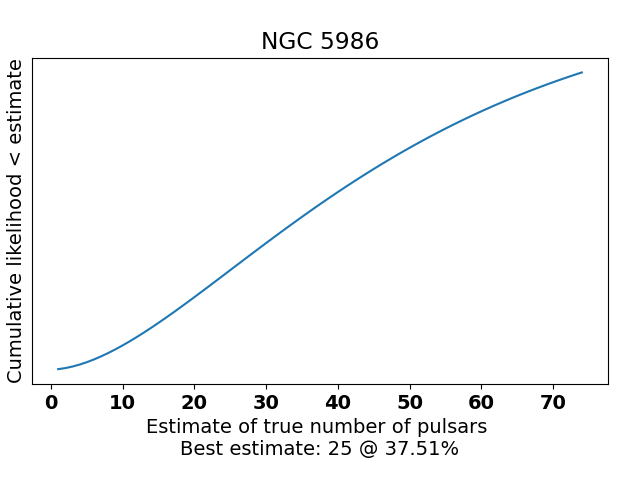 NGC 5986
Cumulative likelihood < estimate
0 10 20 30 40 50 60 70
Estimate of true number of pulsars
Best estimate: 25 @ 37.51%